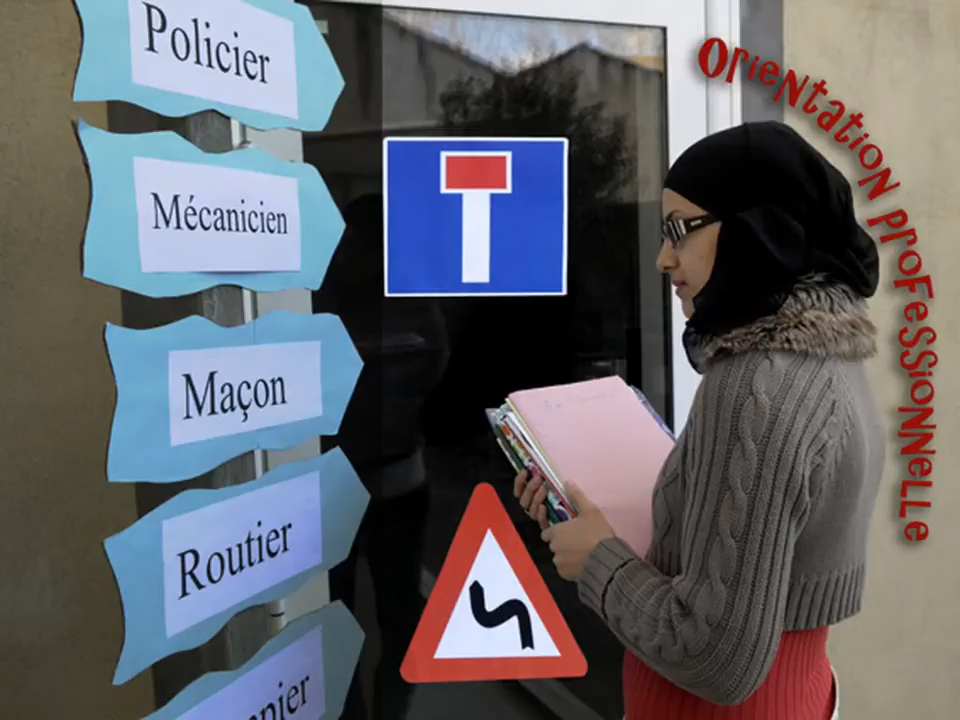 Policier
Mécanicien
Maçon
Routier
Orientation professionnelle